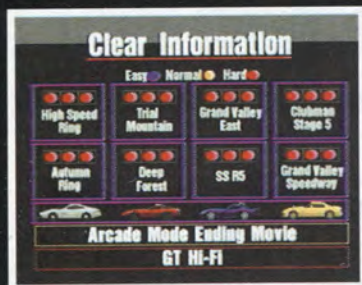 Clear Information
Easy Normal Hard
High Speed Ring
Trial Mountain
Grand Valley East
Clubman Stage 5
Autumn Ring
Deep Forest
SS R5
Grand Valley Speedway
Arcade Mode Ending Movie
GT Hi-Fi